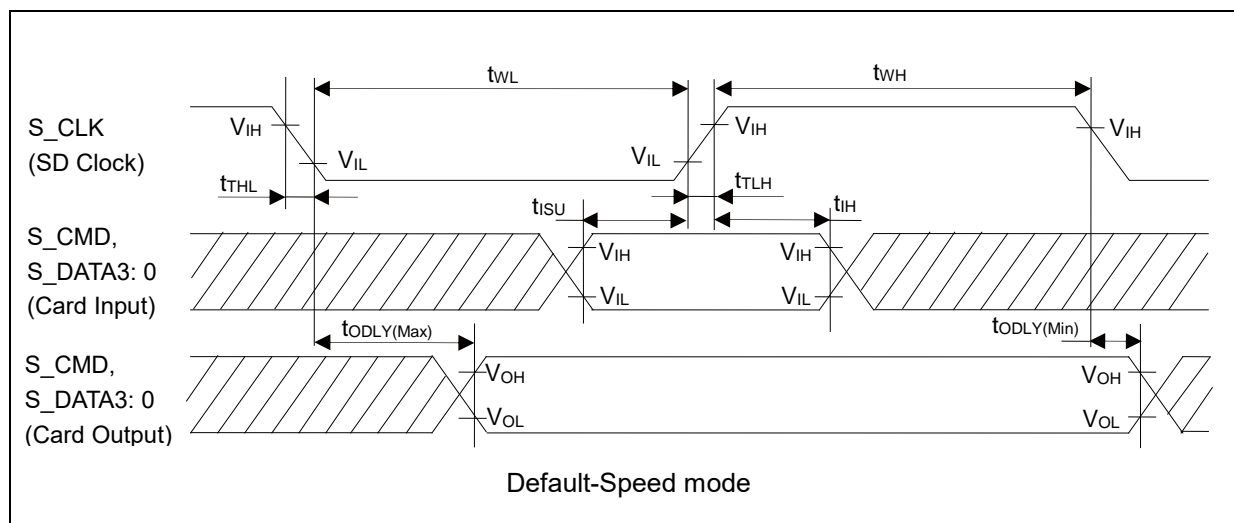 tWL
tWH
S_CLK
(SD Clock)
VIH
VIL
VIL
VIH
VIH
tTHL
tTLH
tISU
tIH
S_CMD,
S_DATA3: 0
(Card Input)
VIH
VIL
VIH
VIL
tODLY(Max)
tODLY(Min)
S_CMD,
S_DATA3: 0
(Card Output)
VOH
VOL
VOH
VOL
Default-Speed mode